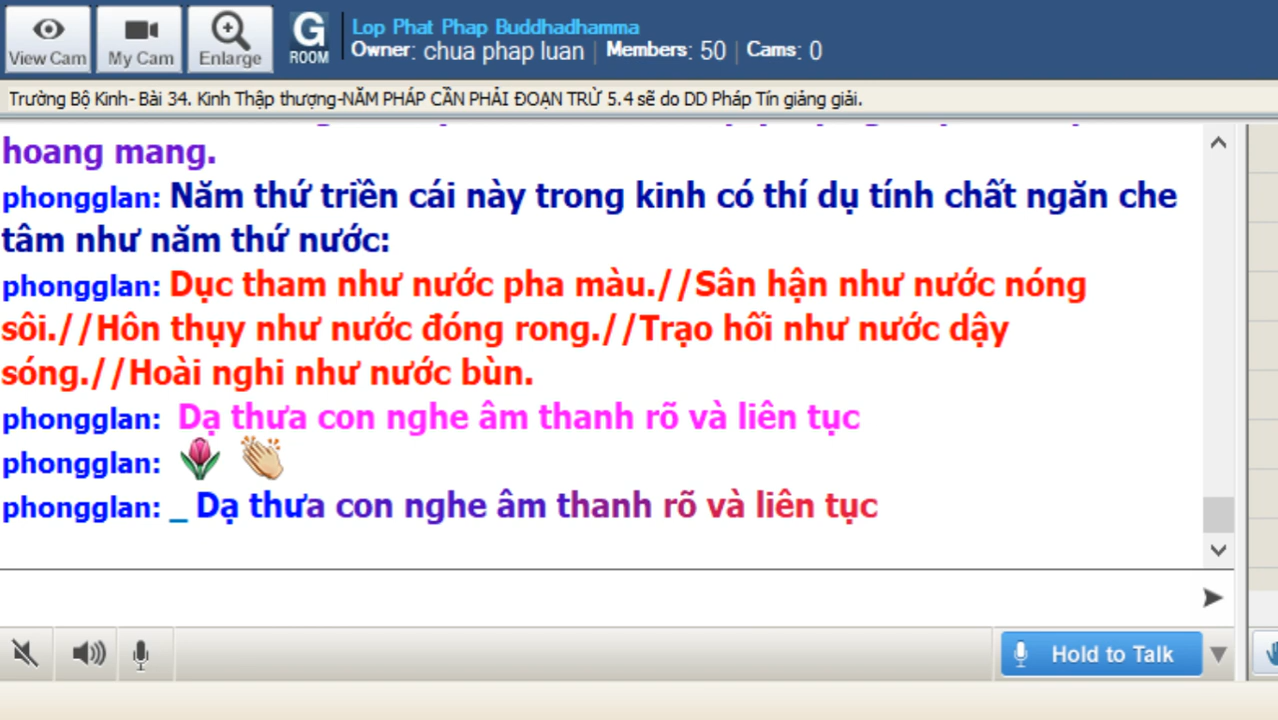 View Cam
My Cam
Enlarge
G
ROOM
Lop Phat Phap Buddhadhamma
Owner: chua phap luan | Members: 50 | Cams: 0
Trường Bộ Kinh- Bài 34. Kinh Thập thượng-NĂM PHÁP CẦN PHẢI ĐOẠN TRỪ 5.4 sẽ do DD Pháp Tín giảng giải.
hoang mang.
phongglan: Năm thứ triền cái này trong kinh có thí dụ tính chất ngăn che
tâm như năm thứ nước:
phongglan: Dục tham như nước pha màu.//Sân hận như nước nóng
sôi.//Hôn thụy như nước đóng rong.//Trạo hối như nước dậy
sóng.//Hoài nghi như nước bùn.
phongglan: Dạ thưa con nghe âm thanh rõ và liên tục
phongglan:
phongglan: _ Dạ thưa con nghe âm thanh rõ và liên tục
Hold to Talk